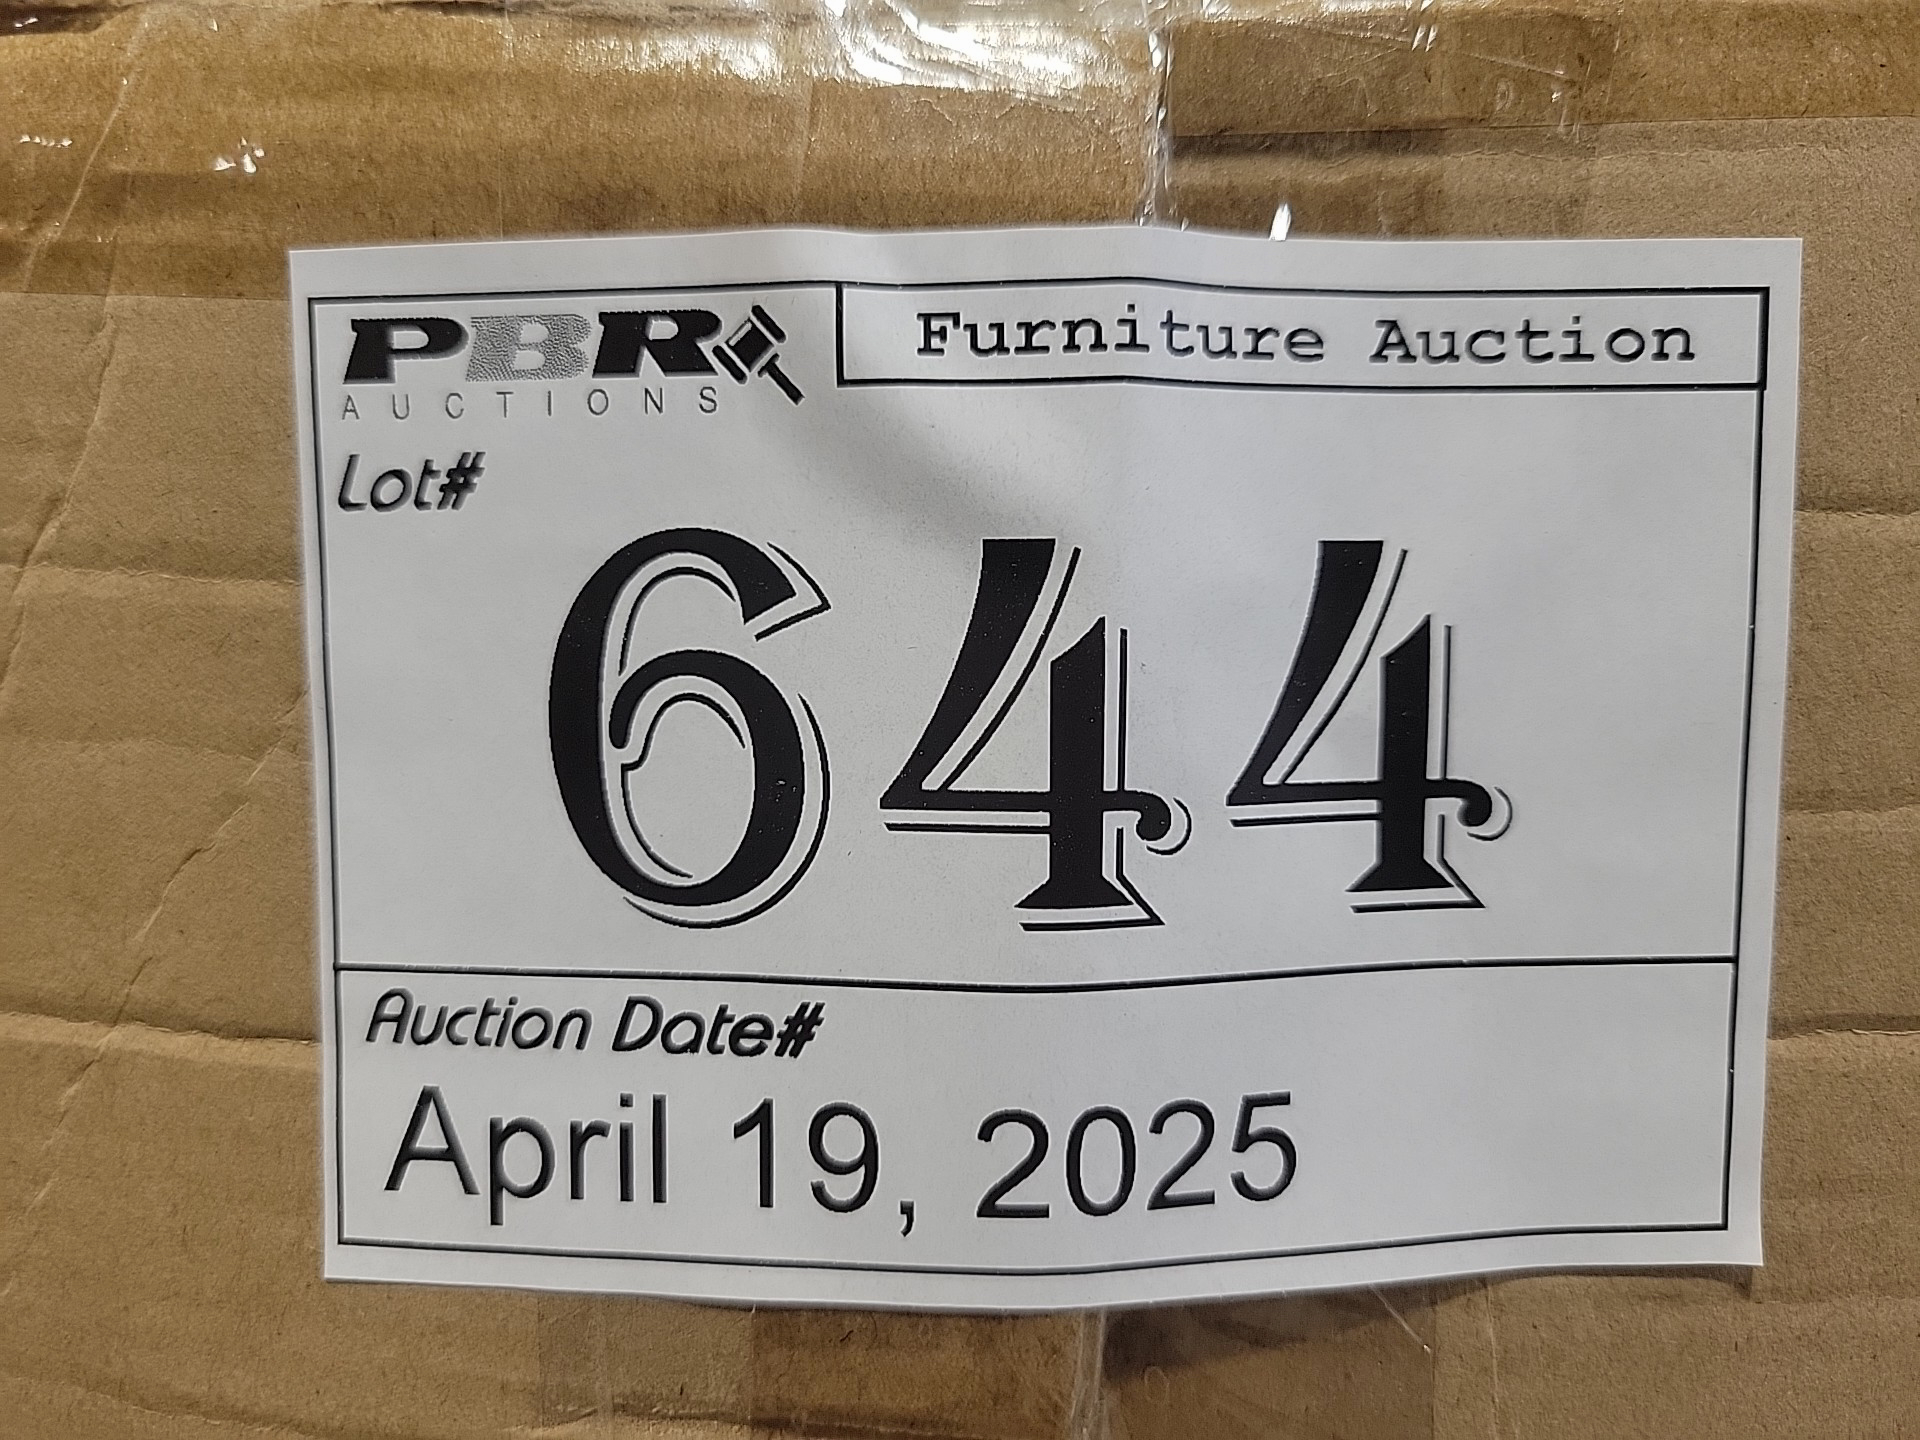 PBR
AUCTIONS
Furniture Auction
Lot#
644
Auction Date#
April 19, 2025